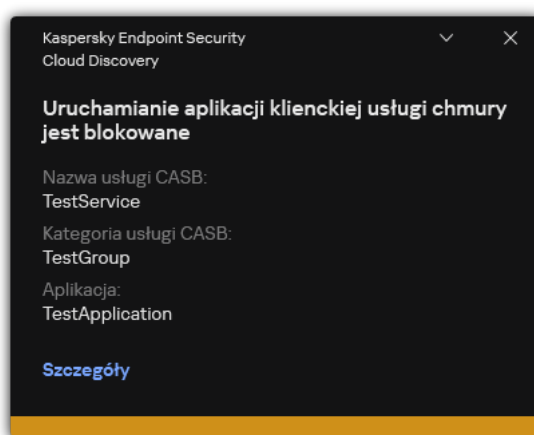 Kaspersky Endpoint Security
Cloud Discovery
Uruchamianie aplikacji klienckiej usługi chmury
jest blokowane
Nazwa usługi CASB:
TestService
Kategoria usługi CASB:
TestGroup
Aplikacja:
TestApplication
Szczegóły